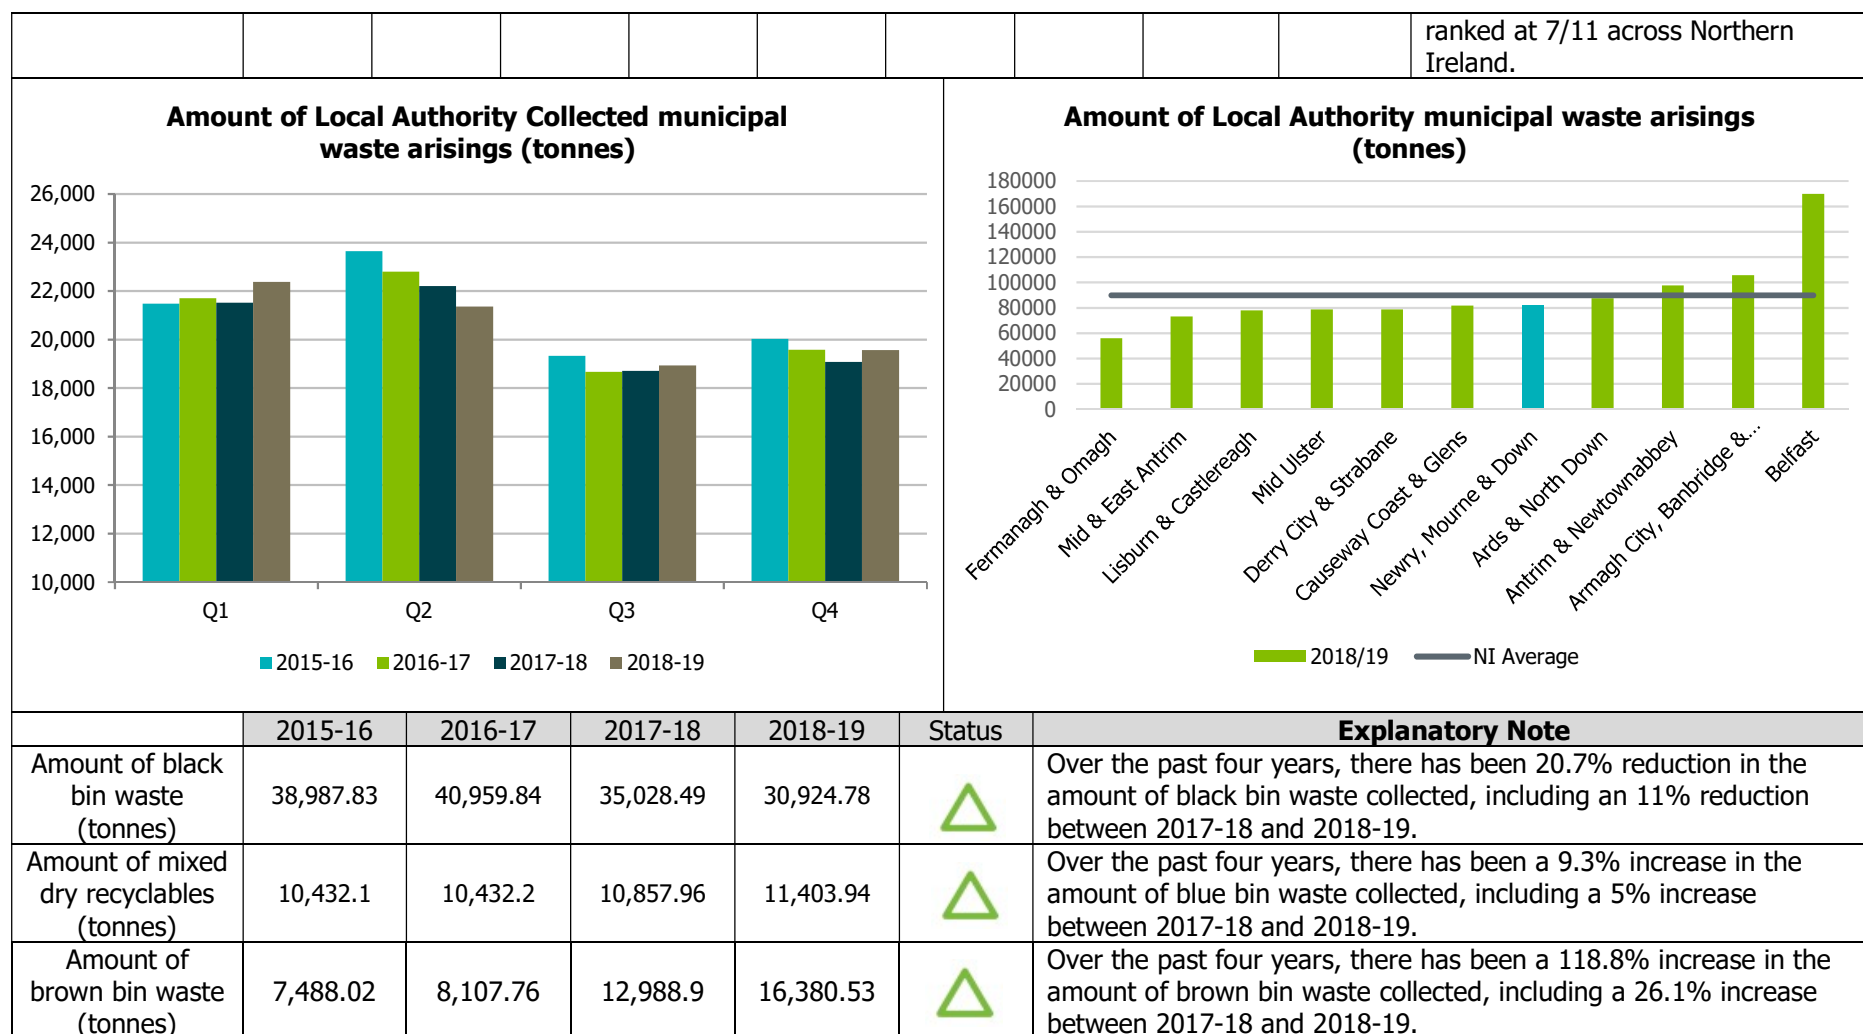 ranked at 7/11 across Northern
Ireland.
Amount of Local Authority Collected municipal
waste arisings (tonnes)
26,000
24,000
22,000
20,000
18,000
16,000
14,000
12,000
10,000
Q1
Q2
Q3
Q4
2015-16
2016-17
2017-18
2018-19
Amount of Local Authority municipal waste arisings
(tonnes)
180000
160000
140000
120000
100000
80000
60000
40000
20000
0
Fermanagh & Omagh
Mid & East Antrim
Lisburn & Castlereagh
Mid Ulster
Derry City & Strabane
Causeway Coast & Glens
Newry, Mourne & Down
Ards & North Down
Antrim & Newtownabbey
Armagh City, Banbridge &...
Belfast
2018/19
NI Average
2015-16 2016-17 2017-18 2018-19 Status Explanatory Note
Amount of black
bin waste
(tonnes)
38,987.83 40,959.84 35,028.49 30,924.78
Over the past four years, there has been 20.7% reduction in the
amount of black bin waste collected, including an 11% reduction
between 2017-18 and 2018-19.
Amount of mixed
dry recyclables
(tonnes)
10,432.1 10,432.2 10,857.96 11,403.94
Over the past four years, there has been a 9.3% increase in the
amount of blue bin waste collected, including a 5% increase
between 2017-18 and 2018-19.
Amount of
brown bin waste
(tonnes)
7,488.02 8,107.76 12,988.9 16,380.53
Over the past four years, there has been a 118.8% increase in the
amount of brown bin waste collected, including a 26.1% increase
between 2017-18 and 2018-19.